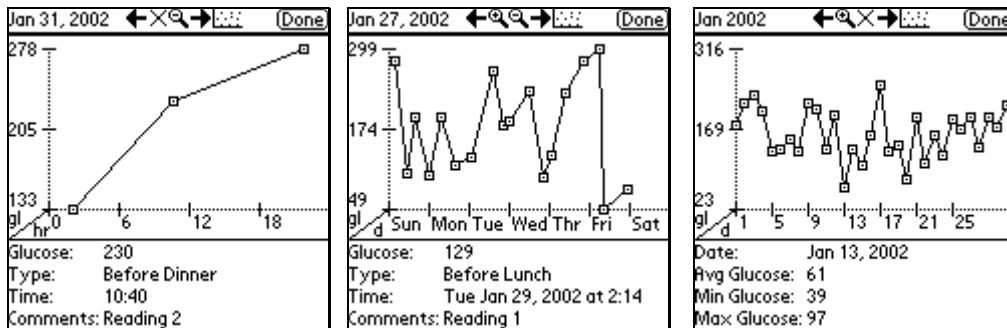 Jan 31, 2002 Done
278
205
133
gl
hr
0 6 12 18
Glucose: 230
Type: Before Dinner
Time: 10:40
Comments: Reading 2
Jan 27, 2002 Done
299
174
49
gl
d
Sun Mon Tue Wed Thr Fri Sat
Glucose: 129
Type: Before Lunch
Time: Tue Jan 29, 2002 at 2:14
Comments: Reading 1
Jan 2002 Done
316
169
23
gl
d
1 5 9 13 17 21 25
Date: Jan 13, 2002
Avg Glucose: 61
Min Glucose: 39
Max Glucose: 97